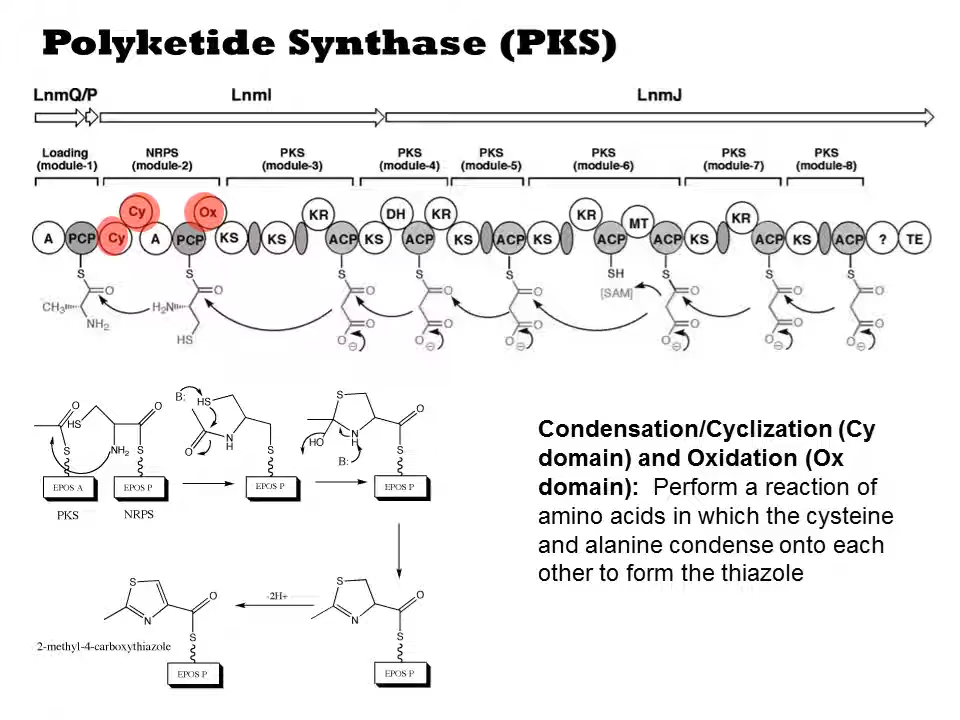 Polyketide Synthase (PKS)
LnmQ/P LnmI LnmJ
Loading NRPS PKS PKS PKS PKS PKS PKS
(module-1) (module-2) (module-3) (module-4) (module-5) (module-6) (module-7) (module-8)
Cy Ox KR DH KR KR MT KR
A PCP Cy A PCP KS KS ACP KS ACP KS ACP KS ACP ACP KS ACP KS ACP ? TE
S S S S S SH S S S
O O O O O O O O
CH3 H2N [SAM]
NH2 O O O O O O
HS O⊖ O⊖ O⊖ O⊖ O⊖ O⊖
O O B: HS S O
HS HO N
S NH2 S O N H S
H S B:
EPOS A EPOS P EPOS P EPOS P
PKS NRPS
Condensation/Cyclization (Cy
domain) and Oxidation (Ox
domain): Perform a reaction of
amino acids in which the cysteine
and alanine condense onto each
other to form the thiazole
S O -2H+ S O
N N
S S
2-methyl-4-carboxythiazole
EPOS P EPOS P